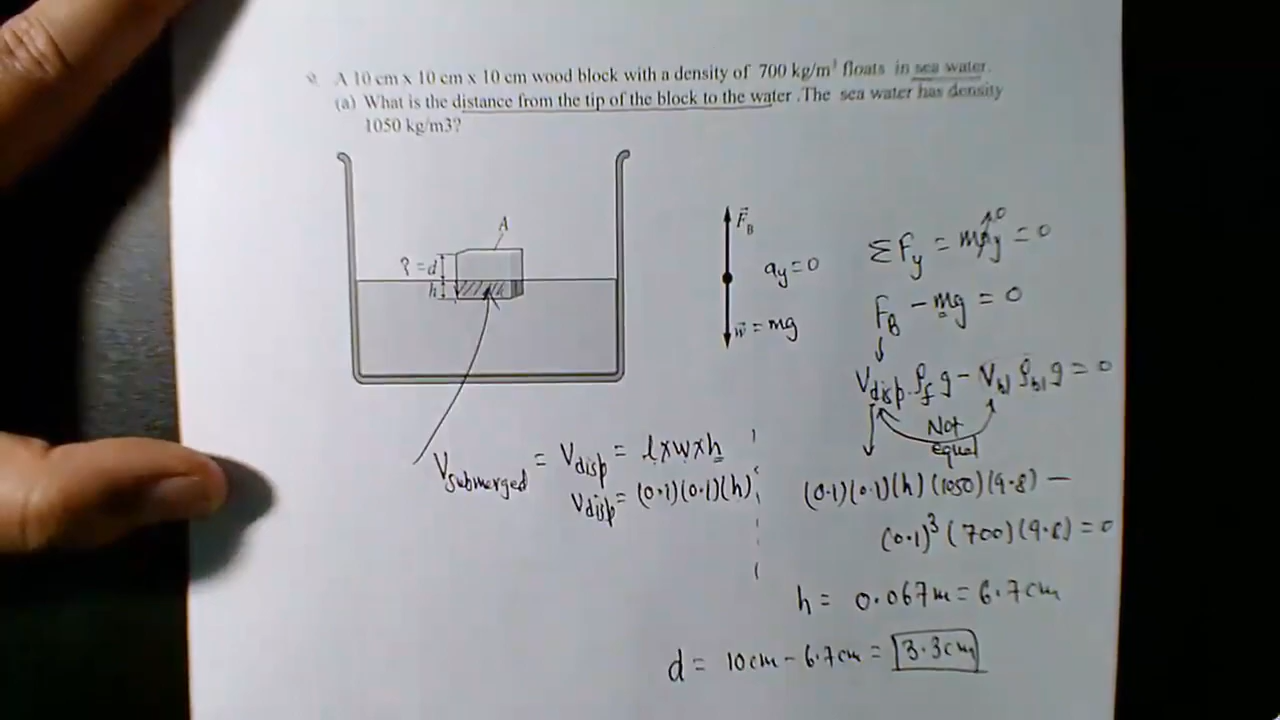 9. A 10 cm x 10 cm x 10 cm wood block with a density of 700 kg/m³ floats in sea water.
(a) What is the distance from the tip of the block to the water .The sea water has density
1050 kg/m3?
A
? = d
h
F⃗_B
a_y = 0
w⃗ = mg
ΣF_y = ma_y = 0
0
F_B - mg = 0
V_disp. ρ_f g - V_bl ρ_bl g = 0
Not
equal
V_submerged = V_disp = l x w x h
V_disp = (0.1)(0.1)(h)
(0.1)(0.1)(h)(1050)(9.8) -
(0.1)³ (700)(9.8) = 0
h = 0.067m = 6.7cm
d = 10cm - 6.7cm = 3.3cm